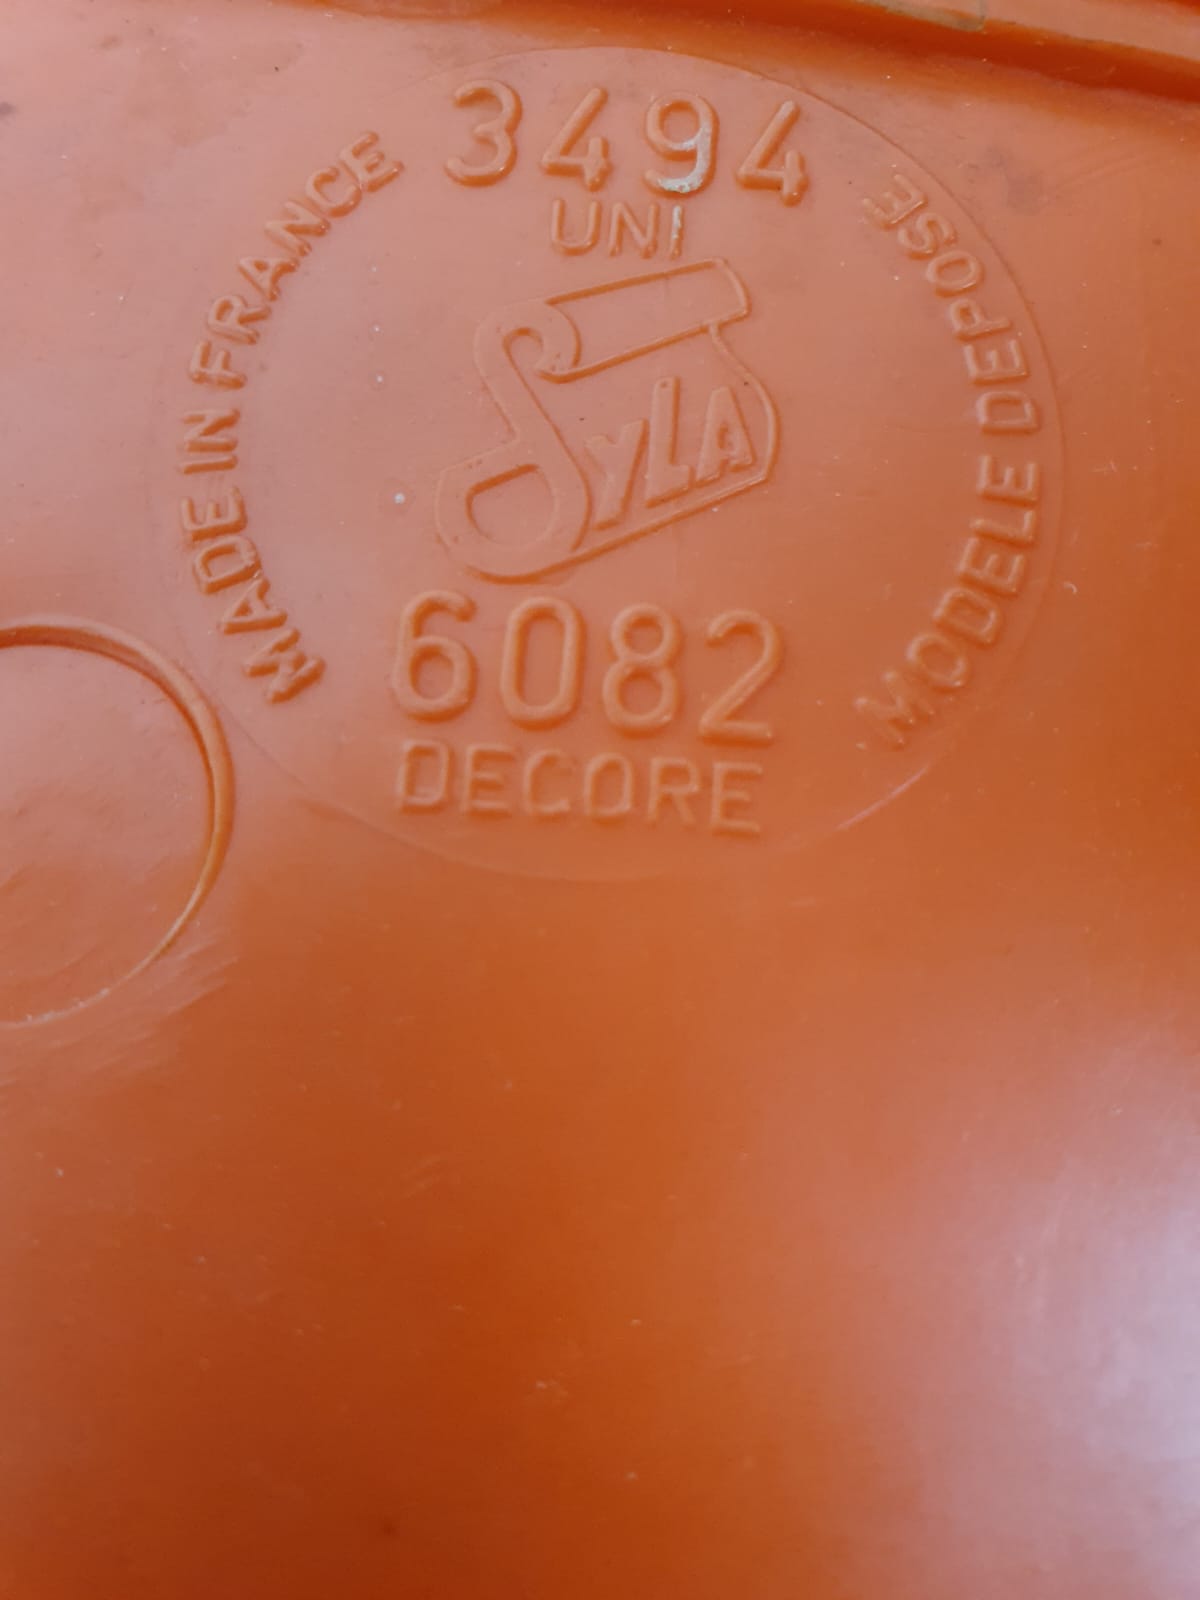 3494
UNI
SYLA
6082
DECORE
MADE IN FRANCE
MODELE DEPOSE